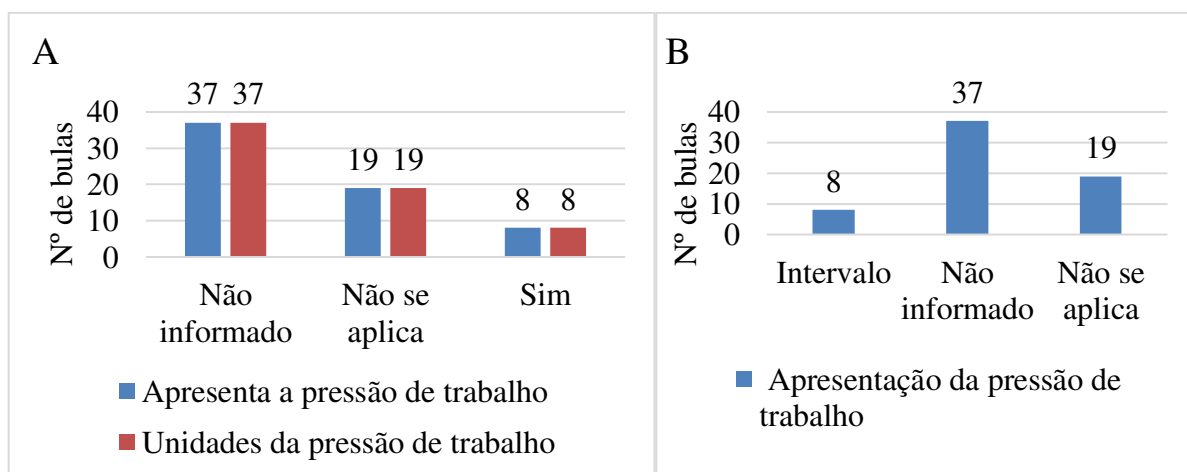 A
37 37
19 19
8 8
Nº de bulas
40
30
20
10
0
Não informado
Não se aplica
Sim
Apresenta a pressão de trabalho
Unidades da pressão de trabalho
B
37
19
8
Nº de bulas
40
30
20
10
0
Intervalo
Não informado
Não se aplica
Apresentação da pressão de
trabalho